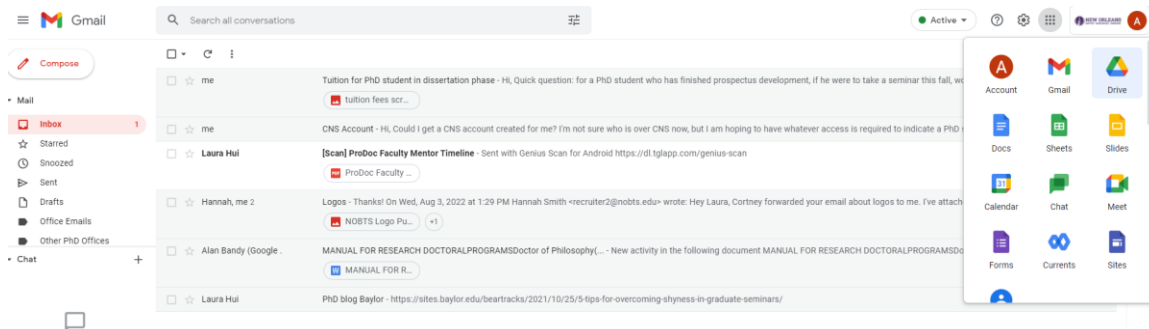 Gmail
Search all conversations
Active
NEW ORLEANS
A
Compose
Mail
Inbox 1
Starred
Snoozed
Sent
Drafts
Office Emails
Other PhD Offices
Chat
me Tuition for PhD student in dissertation phase - Hi, Quick question: for a PhD student who has finished prospectus development, if he were to take a seminar this fall,
tuition fees scr...
me CNS Account - Hi, Could I get a CNS account created for me? I'm not sure who is over CNS now, but I am hoping to have whatever access is required to indicate a PhD
Laura Hui [Scan] ProDoc Faculty Mentor Timeline - Sent with Genius Scan for Android https://dl.tglapp.com/genius-scan
PDF ProDoc Faculty ...
Hannah, me 2 Logos - Thanks! On Wed, Aug 3, 2022 at 1:29 PM Hannah Smith <recruiter2@nobts.edu> wrote: Hey Laura, Cortney forwarded your email about logos to me. I've attach
NOBTS Logo Pu... +1
Alan Bandy (Google . MANUAL FOR RESEARCH DOCTORALPROGRAMSDoctor of Philosophy(... - New activity in the following document MANUAL FOR RESEARCH DOCTORALPROGRAMSDo
W MANUAL FOR R...
Laura Hui PhD blog Baylor - https://sites.baylor.edu/beartracks/2021/10/25/5-tips-for-overcoming-shyness-in-graduate-seminars/
A
Account Gmail Drive
Docs Sheets Slides
31
Calendar Chat Meet
Forms Currents Sites